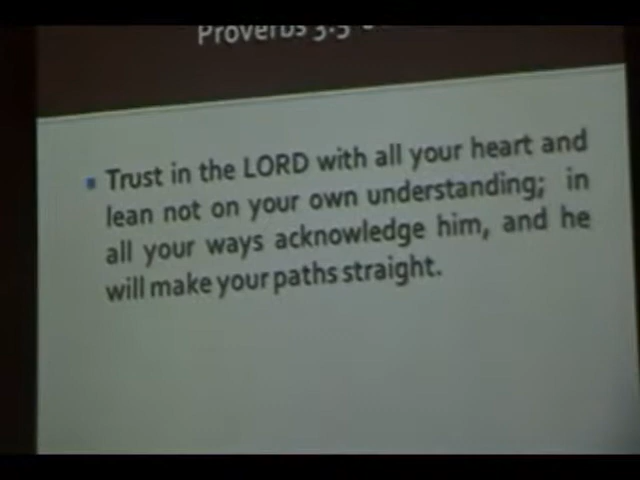 Proverbs 3:5
Trust in the LORD with all your heart and
lean not on your own understanding; in
all your ways acknowledge him, and he
will make your paths straight.